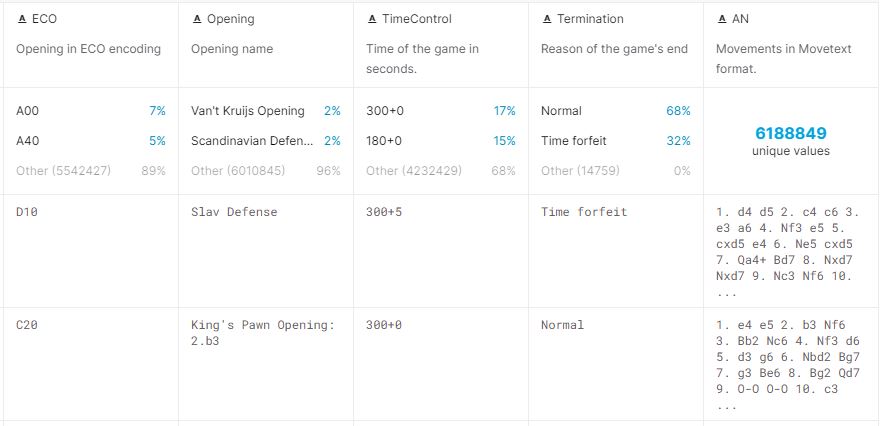 ECO
Opening
TimeControl
Termination
AN
Opening in ECO encoding
Opening name
Time of the game in
seconds.
Reason of the game's end
Movements in Movetext
format.
A00 7%
A40 5%
Other (5542427) 89%
Van't Kruijs Opening 2%
Scandinavian Defen... 2%
Other (6010845) 96%
300+0 17%
180+0 15%
Other (4232429) 68%
Normal 68%
Time forfeit 32%
Other (14759) 0%
6188849
unique values
D10
Slav Defense
300+5
Time forfeit
1. d4 d5 2. c4 c6 3.
e3 a6 4. Nf3 e5 5.
cxd5 e4 6. Ne5 cxd5
7. Qa4+ Bd7 8. Nxd7
Nxd7 9. Nc3 Nf6 10.
...
C20
King's Pawn Opening:
2.b3
300+0
Normal
1. e4 e5 2. b3 Nf6
3. Bb2 Nc6 4. Nf3 d6
5. d3 g6 6. Nbd2 Bg7
7. g3 Be6 8. Bg2 Qd7
9. O-O O-O 10. c3
...